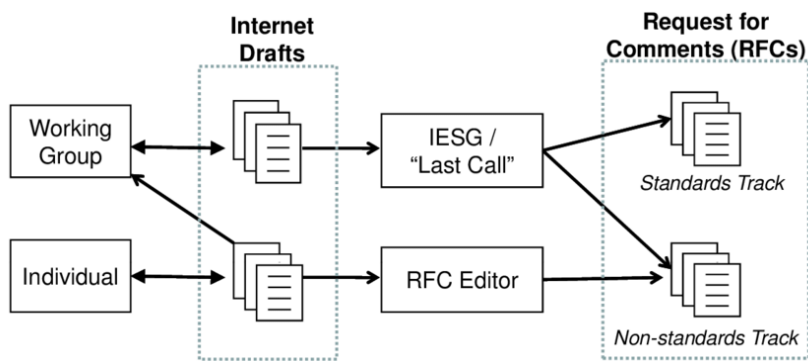 Internet
Drafts
Request for
Comments (RFCs)
Working
Group
IESG /
“Last Call”
Standards Track
Individual
RFC Editor
Non-standards Track